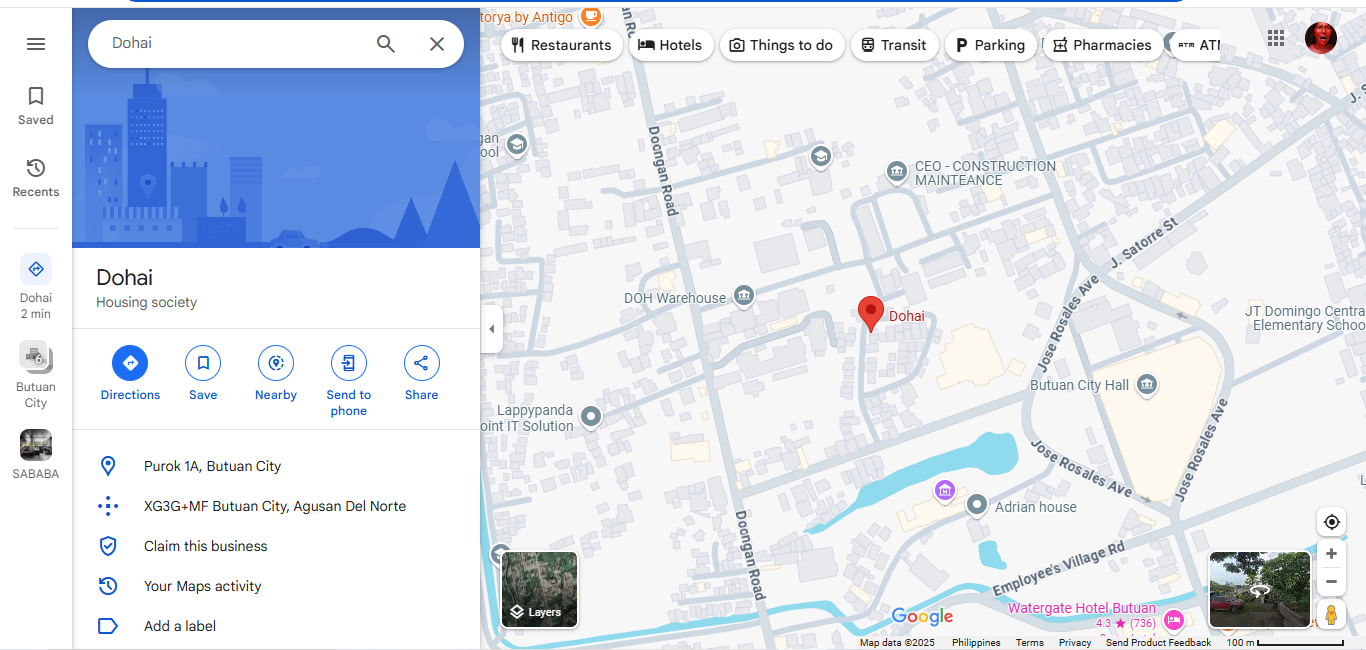 Dohai
Saved
Recents
Dohai
2 min
6
Butuan
City
SABABA
Dohai
Housing society
Directions
Save
Nearby
Send to
phone
Share
Purok 1A, Butuan City
XG3G+MF Butuan City, Agusan Del Norte
Claim this business
Your Maps activity
Add a label
torya by Antigo
Restaurants
Hotels
Things to do
Transit
Parking
Pharmacies
ATM
Doongan Road
CEO - CONSTRUCTION
MAINTEANCE
J. Satorre St
DOH Warehouse
Dohai
Jose Rosales Ave
JT Domingo Centra
Elementary Schoo
Butuan City Hall
Lappypanda
oint IT Solution
Jose Rosales Ave
Jose Rosales Ave
Adrian house
Doongan Road
Employee's Village Rd
Layers
Google
Watergate Hotel Butuan
4.3 ★ (736)
Map data ©2025
Philippines
Terms
Privacy
Send Product Feedback
100 m